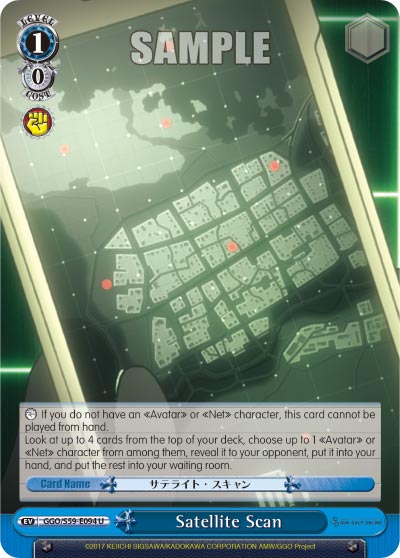 LEVEL
1
SAMPLE
0
COST
If you do not have an «Avatar» or «Net» character, this card cannot be
played from hand.
Look at up to 4 cards from the top of your deck, choose up to 1 «Avatar» or
«Net» character from among them, reveal it to your opponent, put it into your
hand, and put the rest into your waiting room.
Card Name サテライト・スキャン
EV GGO/S59-E094 U Satellite Scan
©2017 KEIICHI SIGSAWA/KADOKAWA CORPORATION AMW/GGO Project